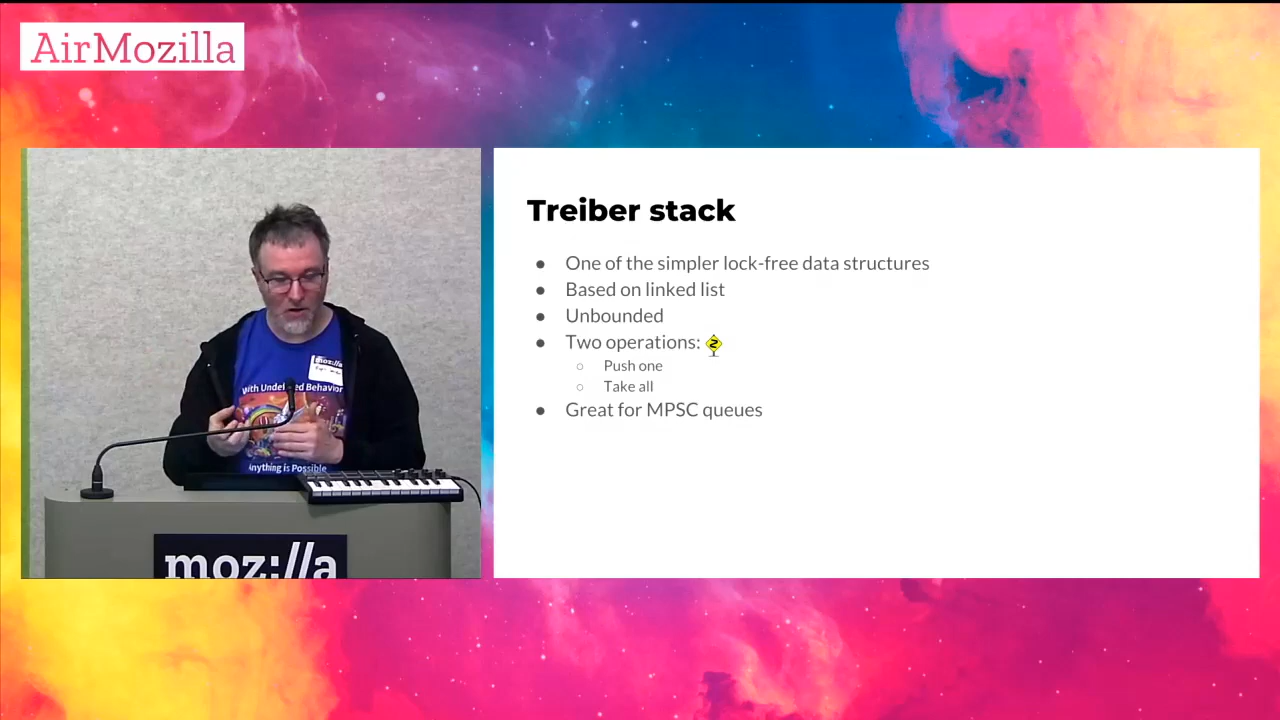 AirMozilla
Treiber stack
● One of the simpler lock-free data structures
● Based on linked list
● Unbounded
● Two operations:
○ Push one
○ Take all
● Great for MPSC queues
moz://a
With Undefined Behavior
Anything is Possible
moz://a